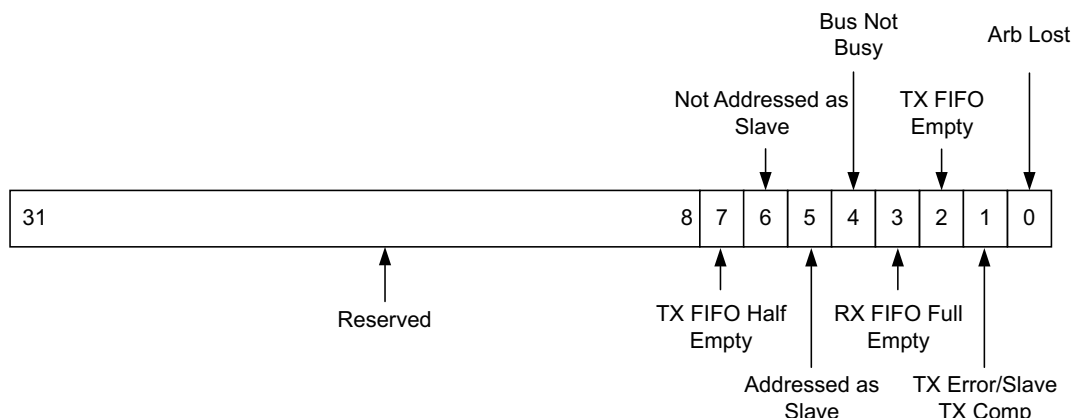 Bus Not
Busy
Arb Lost
Not Addressed as
Slave
TX FIFO
Empty
31 8 7 6 5 4 3 2 1 0
Reserved
TX FIFO Half
Empty
RX FIFO Full
Empty
Addressed as
Slave
TX Error/Slave
TX Comp